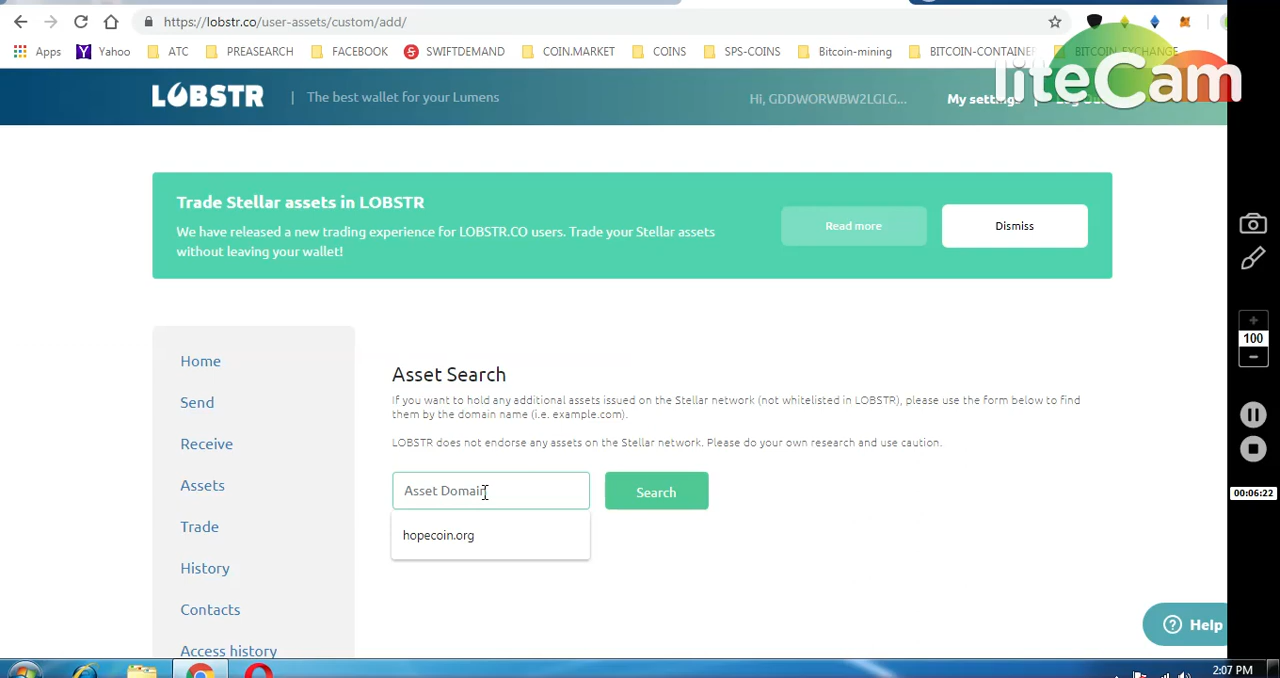 https://lobstr.co/user-assets/custom/add/
Apps Yahoo ATC PREASEARCH FACEBOOK SWIFTDEMAND COIN.MARKET COINS SPS-COINS Bitcoin-mining BITCOIN-CONTAINE BITCOIN-EXCHANGE
liteCam
LOBSTR | The best wallet for your Lumens Hi, GDDWORWBW2LGLG... My settings
Trade Stellar assets in LOBSTR
We have released a new trading experience for LOBSTR.CO users. Trade your Stellar assets
without leaving your wallet!
Read more
Dismiss
Home
Send
Receive
Assets
Trade
History
Contacts
Access history
Asset Search
If you want to hold any additional assets issued on the Stellar network (not whitelisted in LOBSTR), please use the form below to find
them by the domain name (i.e. example.com).
LOBSTR does not endorse any assets on the Stellar network. Please do your own research and use caution.
Asset Domain
Search
hopecoin.org
100
00:06:22
Help
2:07 PM